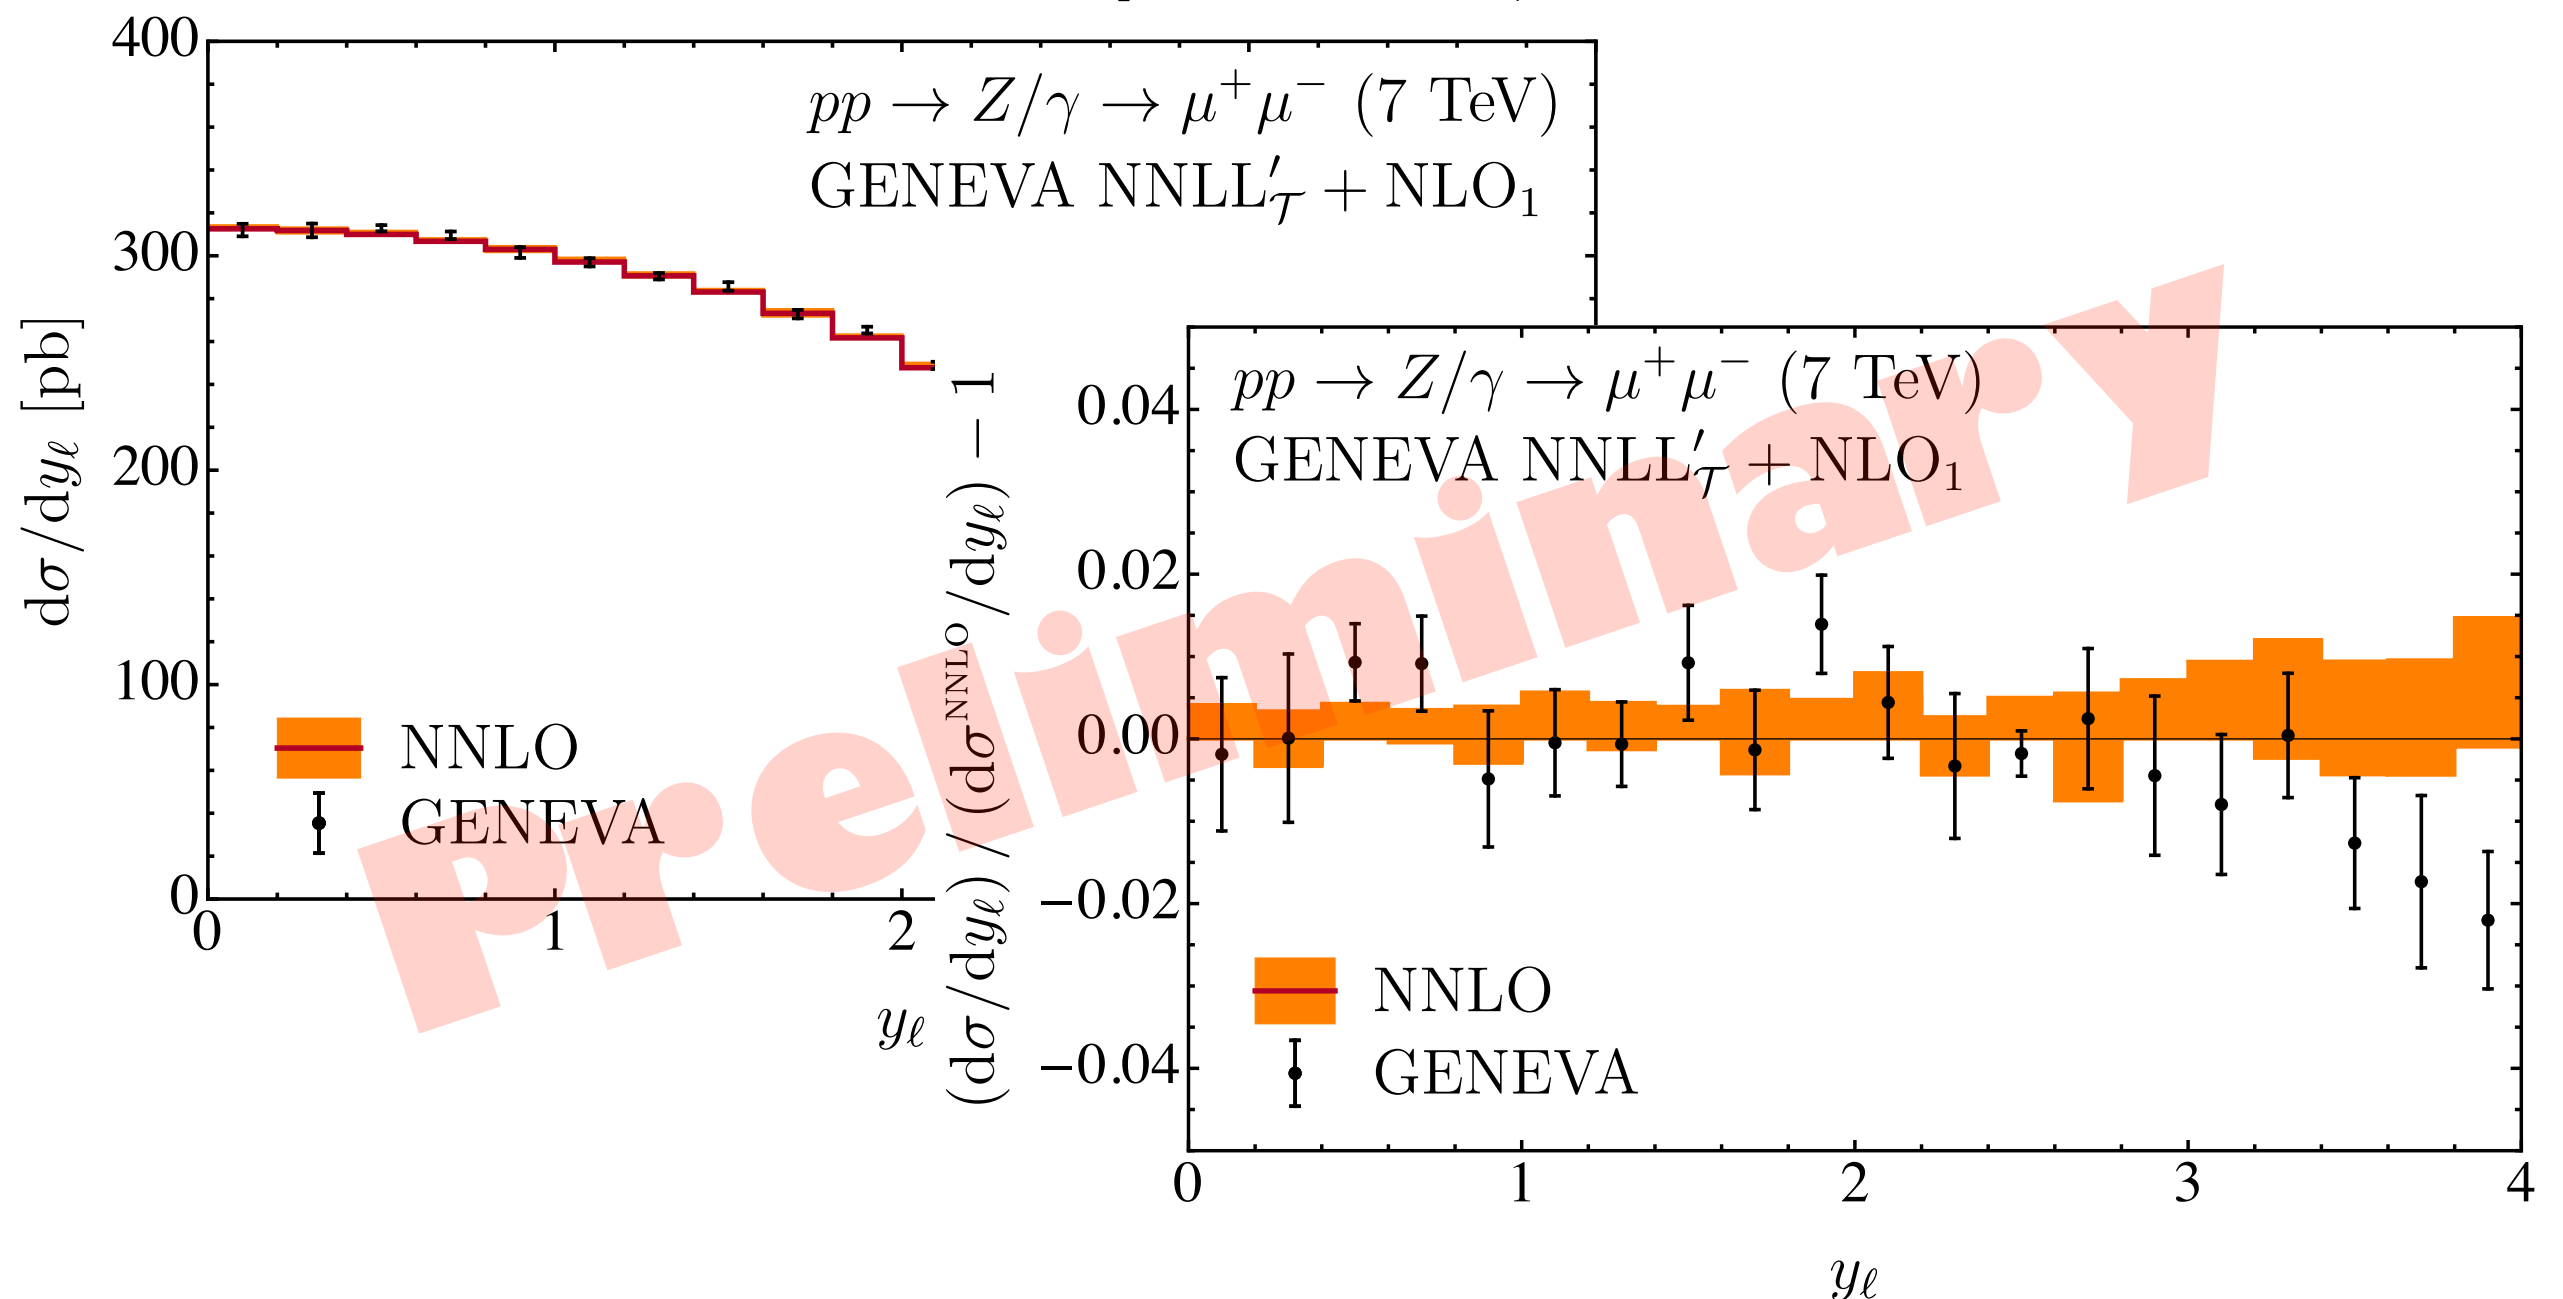 400
300
200
100
0
0
1
2
dσ/dy_ℓ [pb]
y_ℓ
pp → Z/γ → μ⁺μ⁻ (7 TeV)
GENEVA NNLL′_𝒯 + NLO₁
NNLO
GENEVA
(dσ/dy_ℓ)/(dσ^NNLO/dy_ℓ) − 1
0.04
0.02
0.00
−0.02
−0.04
0
1
2
3
4
y_ℓ
pp → Z/γ → μ⁺μ⁻ (7 TeV)
GENEVA NNLL′_𝒯 + NLO₁
NNLO
GENEVA
preliminary